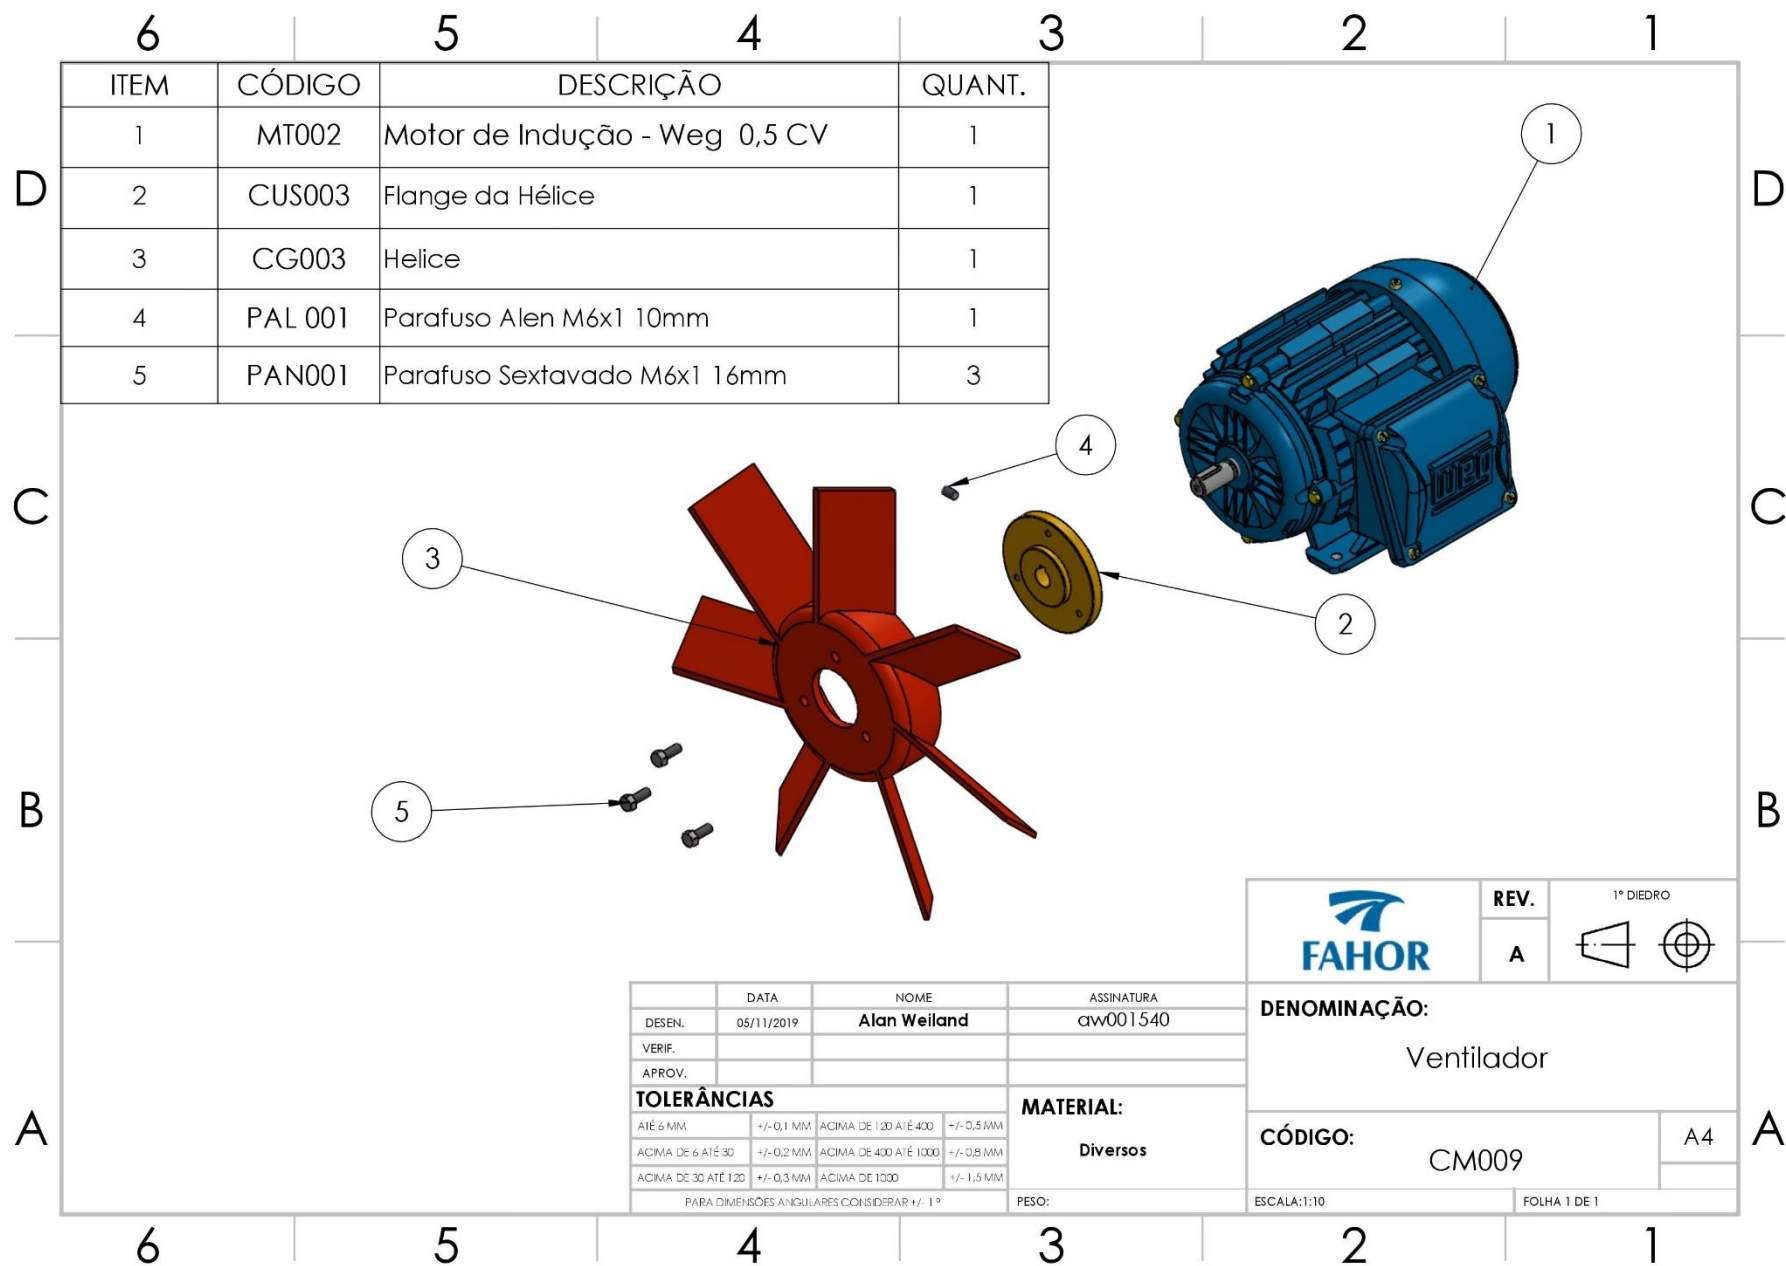 6 5 4 3 2 1
ITEM CÓDIGO DESCRIÇÃO QUANT.
1 MT002 Motor de Indução - Weg 0,5 CV 1
2 CUS003 Flange da Hélice 1
3 CG003 Helice 1
4 PAL 001 Parafuso Alen M6x1 10mm 1
5 PAN001 Parafuso Sextavado M6x1 16mm 3
D D
C C
B B
A A
1
4
weg
3
2
5
FAHOR
REV.
A
1° DIEDRO
DATA NOME ASSINATURA
DESEN. 05/11/2019 Alan Weiland aw001540
VERIF.
APROV.
DENOMINAÇÃO:
Ventilador
TOLERÂNCIAS
ATÉ 6 MM +/- 0,1 MM ACIMA DE 120 ATÉ 400 +/- 0,5 MM
ACIMA DE 6 ATÉ 30 +/- 0,2 MM ACIMA DE 400 ATÉ 1000 +/- 0,8 MM
ACIMA DE 30 ATÉ 120 +/- 0,3 MM ACIMA DE 1000 +/- 1,5 MM
PARA DIMENSÕES ANGULARES CONSIDERAR +/- 1º
MATERIAL:
Diversos
PESO:
CÓDIGO:
CM009
A4
ESCALA:1:10
FOLHA 1 DE 1
6 5 4 3 2 1